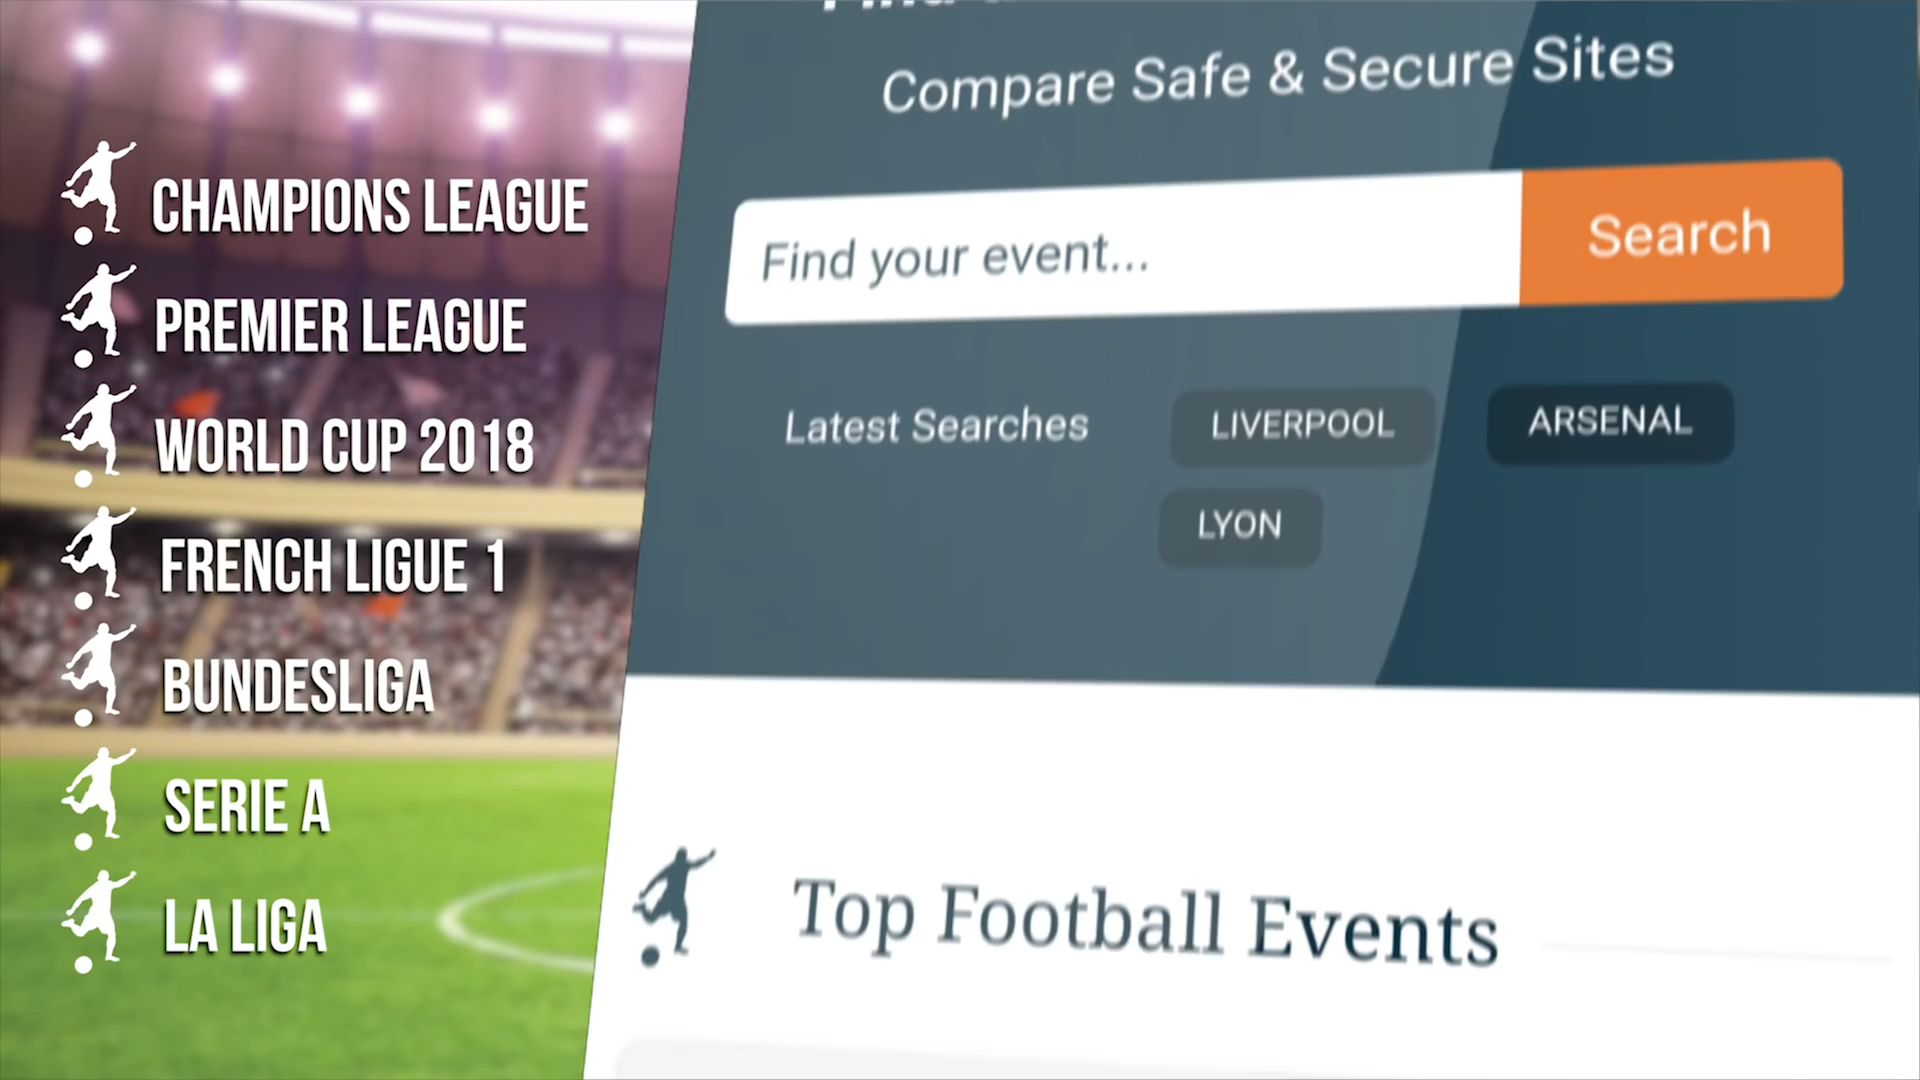 CHAMPIONS LEAGUE
PREMIER LEAGUE
WORLD CUP 2018
FRENCH LIGUE 1
BUNDESLIGA
SERIE A
LA LIGA
Compare Safe & Secure Sites
Find your event...
Search
Latest Searches
LIVERPOOL
ARSENAL
LYON
Top Football Events